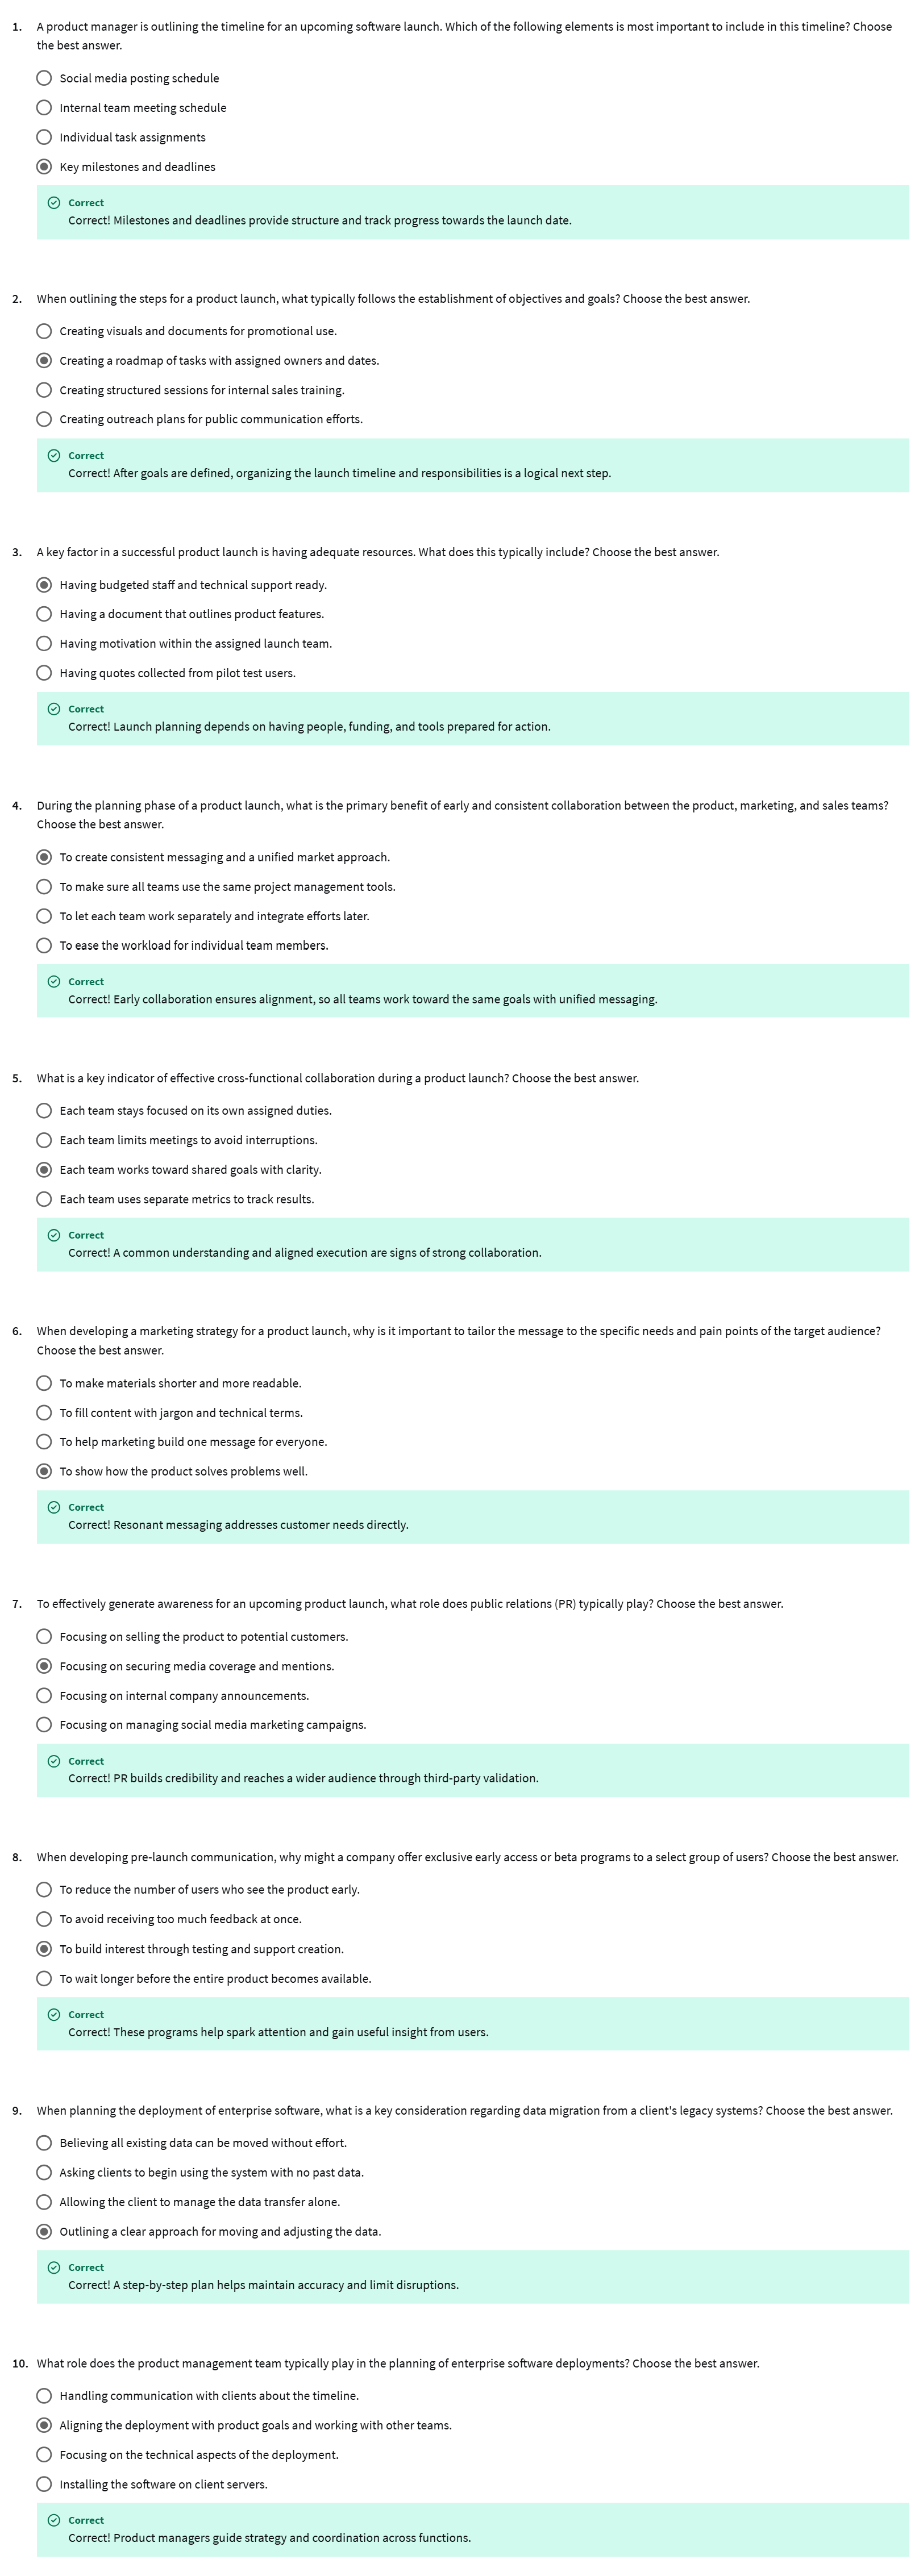 1. A product manager is outlining the timeline for an upcoming software launch. Which of the following elements is most important to include in this timeline? Choose
the best answer.
Social media posting schedule
Internal team meeting schedule
Individual task assignments
Key milestones and deadlines
Correct
Correct! Milestones and deadlines provide structure and track progress towards the launch date.
2. When outlining the steps for a product launch, what typically follows the establishment of objectives and goals? Choose the best answer.
Creating visuals and documents for promotional use.
Creating a roadmap of tasks with assigned owners and dates.
Creating structured sessions for internal sales training.
Creating outreach plans for public communication efforts.
Correct
Correct! After goals are defined, organizing the launch timeline and responsibilities is a logical next step.
3. A key factor in a successful product launch is having adequate resources. What does this typically include? Choose the best answer.
Having budgeted staff and technical support ready.
Having a document that outlines product features.
Having motivation within the assigned launch team.
Having quotes collected from pilot test users.
Correct
Correct! Launch planning depends on having people, funding, and tools prepared for action.
4. During the planning phase of a product launch, what is the primary benefit of early and consistent collaboration between the product, marketing, and sales teams?
Choose the best answer.
To create consistent messaging and a unified market approach.
To make sure all teams use the same project management tools.
To let each team work separately and integrate efforts later.
To ease the workload for individual team members.
Correct
Correct! Early collaboration ensures alignment, so all teams work toward the same goals with unified messaging.
5. What is a key indicator of effective cross-functional collaboration during a product launch? Choose the best answer.
Each team stays focused on its own assigned duties.
Each team limits meetings to avoid interruptions.
Each team works toward shared goals with clarity.
Each team uses separate metrics to track results.
Correct
Correct! A common understanding and aligned execution are signs of strong collaboration.
6. When developing a marketing strategy for a product launch, why is it important to tailor the message to the specific needs and pain points of the target audience?
Choose the best answer.
To make materials shorter and more readable.
To fill content with jargon and technical terms.
To help marketing build one message for everyone.
To show how the product solves problems well.
Correct
Correct! Resonant messaging addresses customer needs directly.
7. To effectively generate awareness for an upcoming product launch, what role does public relations (PR) typically play? Choose the best answer.
Focusing on selling the product to potential customers.
Focusing on securing media coverage and mentions.
Focusing on internal company announcements.
Focusing on managing social media marketing campaigns.
Correct
Correct! PR builds credibility and reaches a wider audience through third-party validation.
8. When developing pre-launch communication, why might a company offer exclusive early access or beta programs to a select group of users? Choose the best answer.
To reduce the number of users who see the product early.
To avoid receiving too much feedback at once.
To build interest through testing and support creation.
To wait longer before the entire product becomes available.
Correct
Correct! These programs help spark attention and gain useful insight from users.
9. When planning the deployment of enterprise software, what is a key consideration regarding data migration from a client's legacy systems? Choose the best answer.
Believing all existing data can be moved without effort.
Asking clients to begin using the system with no past data.
Allowing the client to manage the data transfer alone.
Outlining a clear approach for moving and adjusting the data.
Correct
Correct! A step-by-step plan helps maintain accuracy and limit disruptions.
10. What role does the product management team typically play in the planning of enterprise software deployments? Choose the best answer.
Handling communication with clients about the timeline.
Aligning the deployment with product goals and working with other teams.
Focusing on the technical aspects of the deployment.
Installing the software on client servers.
Correct
Correct! Product managers guide strategy and coordination across functions.